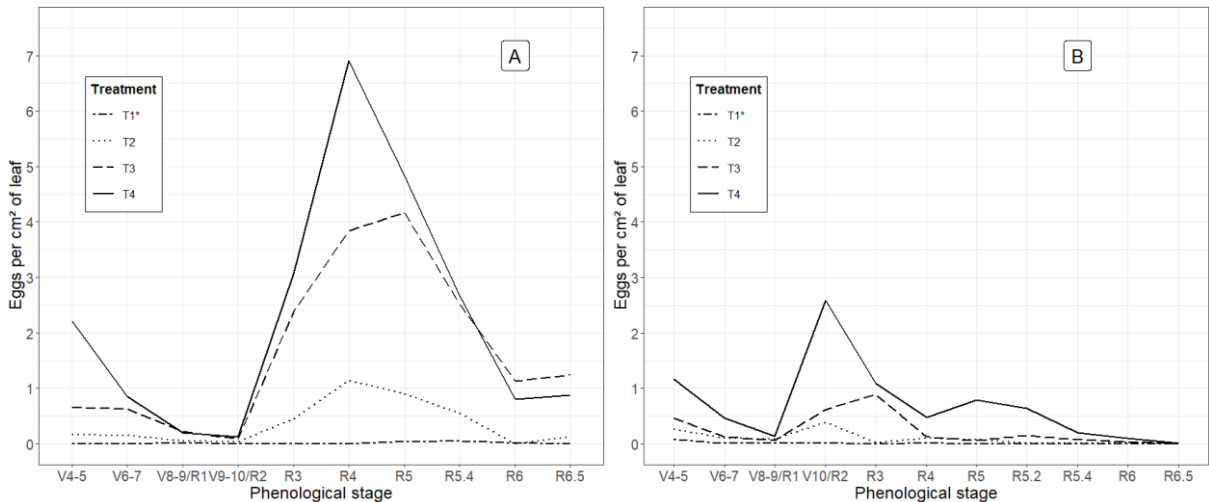 A
7
6
5
4
3
2
1
0
Eggs per cm² of leaf
Treatment
T1*
T2
T3
T4
V4-5 V6-7 V8-9/R1 V9-10/R2 R3 R4 R5 R5.4 R6 R6.5
Phenological stage
B
7
6
5
4
3
2
1
0
Eggs per cm² of leaf
Treatment
T1*
T2
T3
T4
V4-5 V6-7 V8-9/R1 V10/R2 R3 R4 R5 R5.2 R5.4 R6 R6.5
Phenological stage